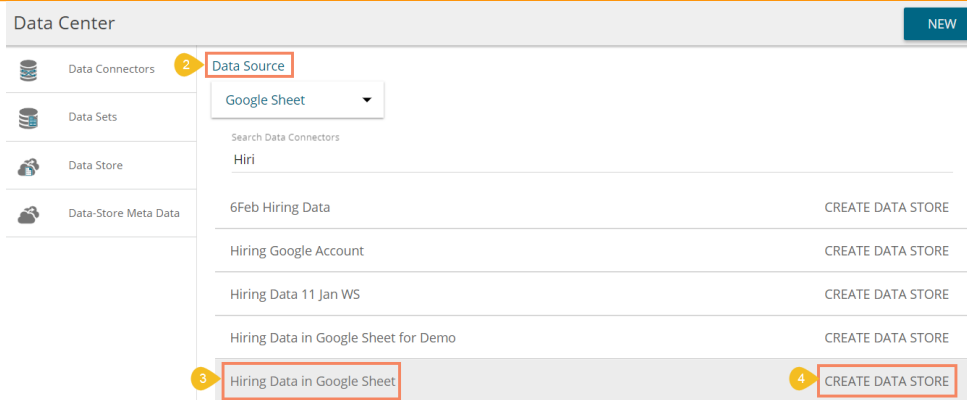 Data Center
NEW
Data Connectors
Data Sets
Data Store
Data-Store Meta Data
2 Data Source
Google Sheet
Search Data Connectors
Hiri
6Feb Hiring Data CREATE DATA STORE
Hiring Google Account CREATE DATA STORE
Hiring Data 11 Jan WS CREATE DATA STORE
Hiring Data in Google Sheet for Demo CREATE DATA STORE
3 Hiring Data in Google Sheet 4 CREATE DATA STORE